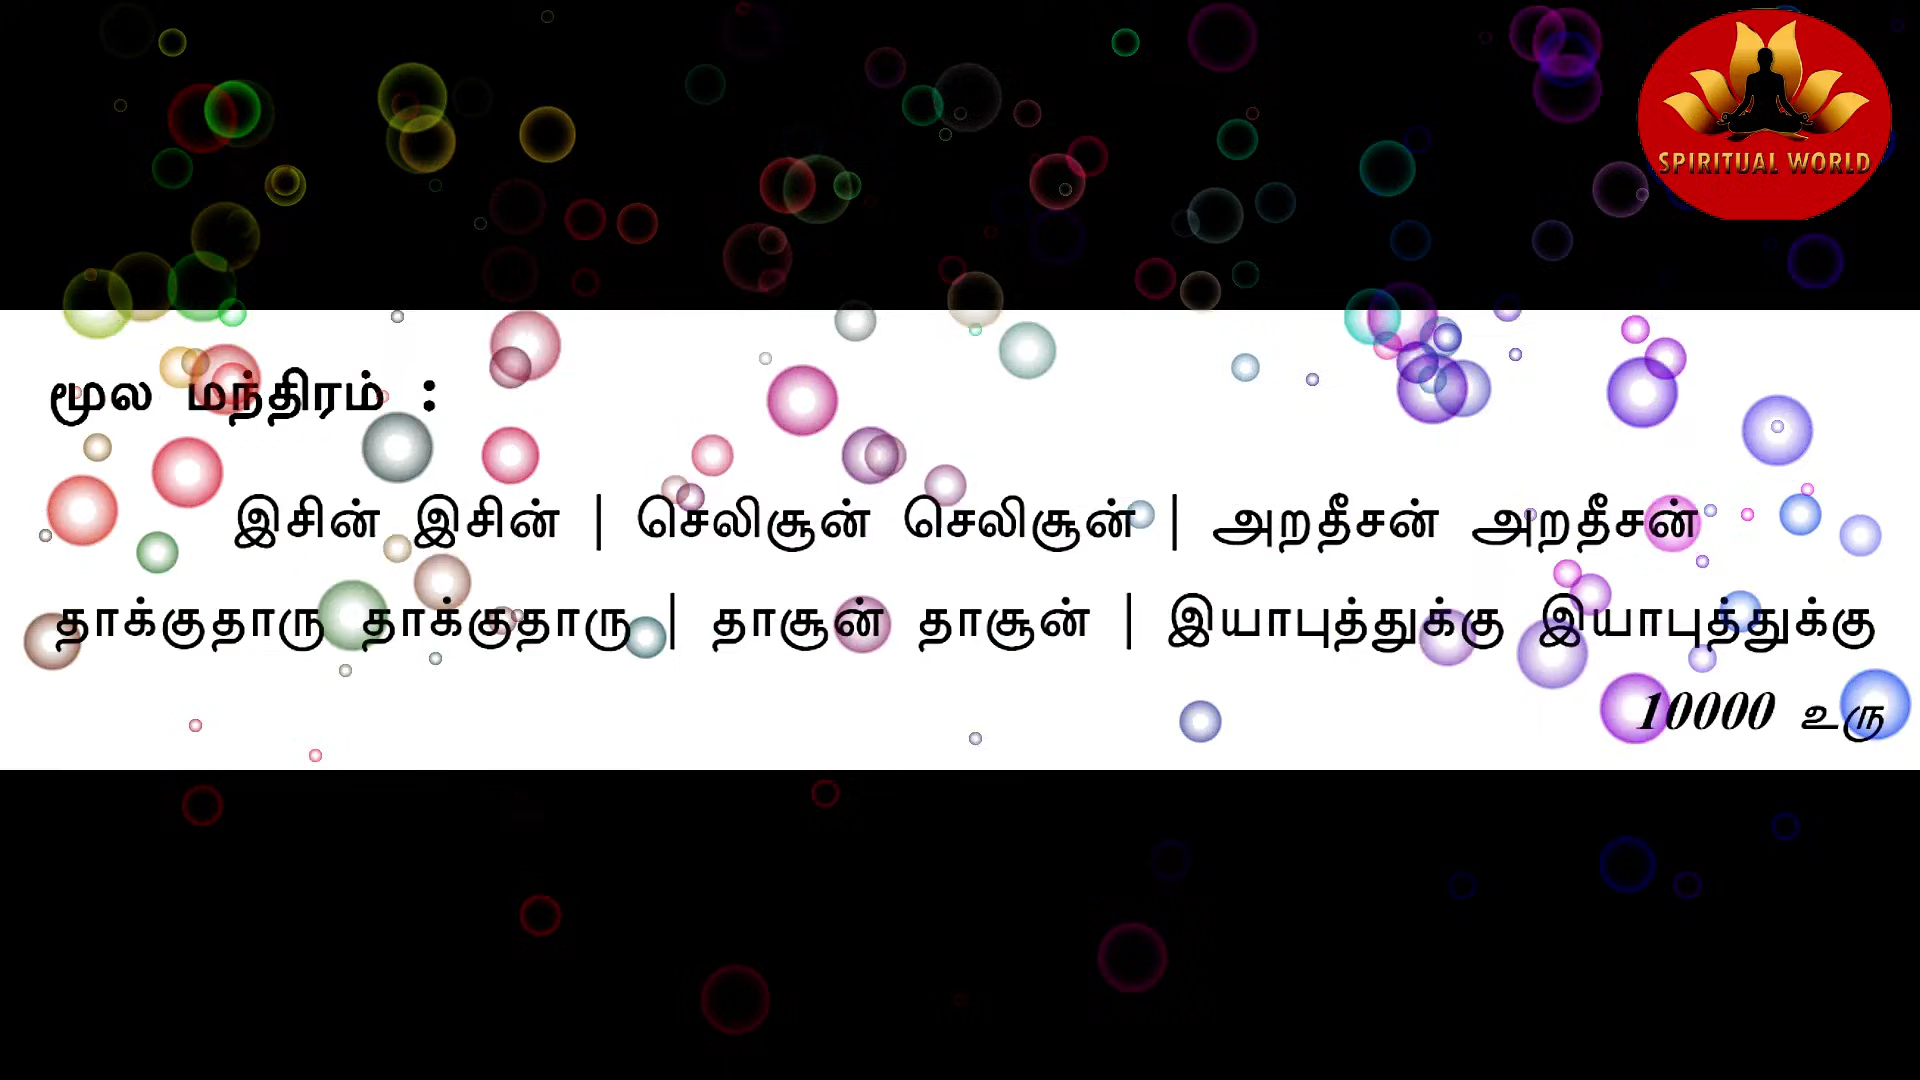 SPIRITUAL WORLD
மூல மந்திரம் :
இசின் இசின் | செலிசூன் செலிசூன் | அறதீசன் அறதீசன்
தாக்குதாரு தாக்குதாரு | தாசூன் தாசூன் | இயாபுத்துக்கு இயாபுத்துக்கு
10000 உரு